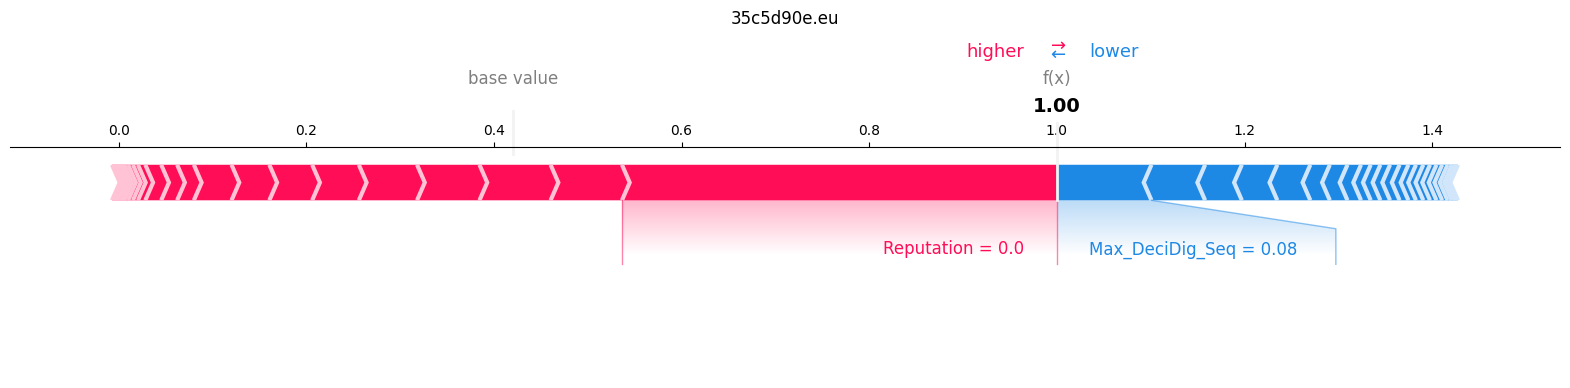 35c5d90e.eu
higher ⇄ lower
base value f(x)
1.00
0.0 0.2 0.4 0.6 0.8 1.0 1.2 1.4
Reputation = 0.0 Max_DeciDig_Seq = 0.08